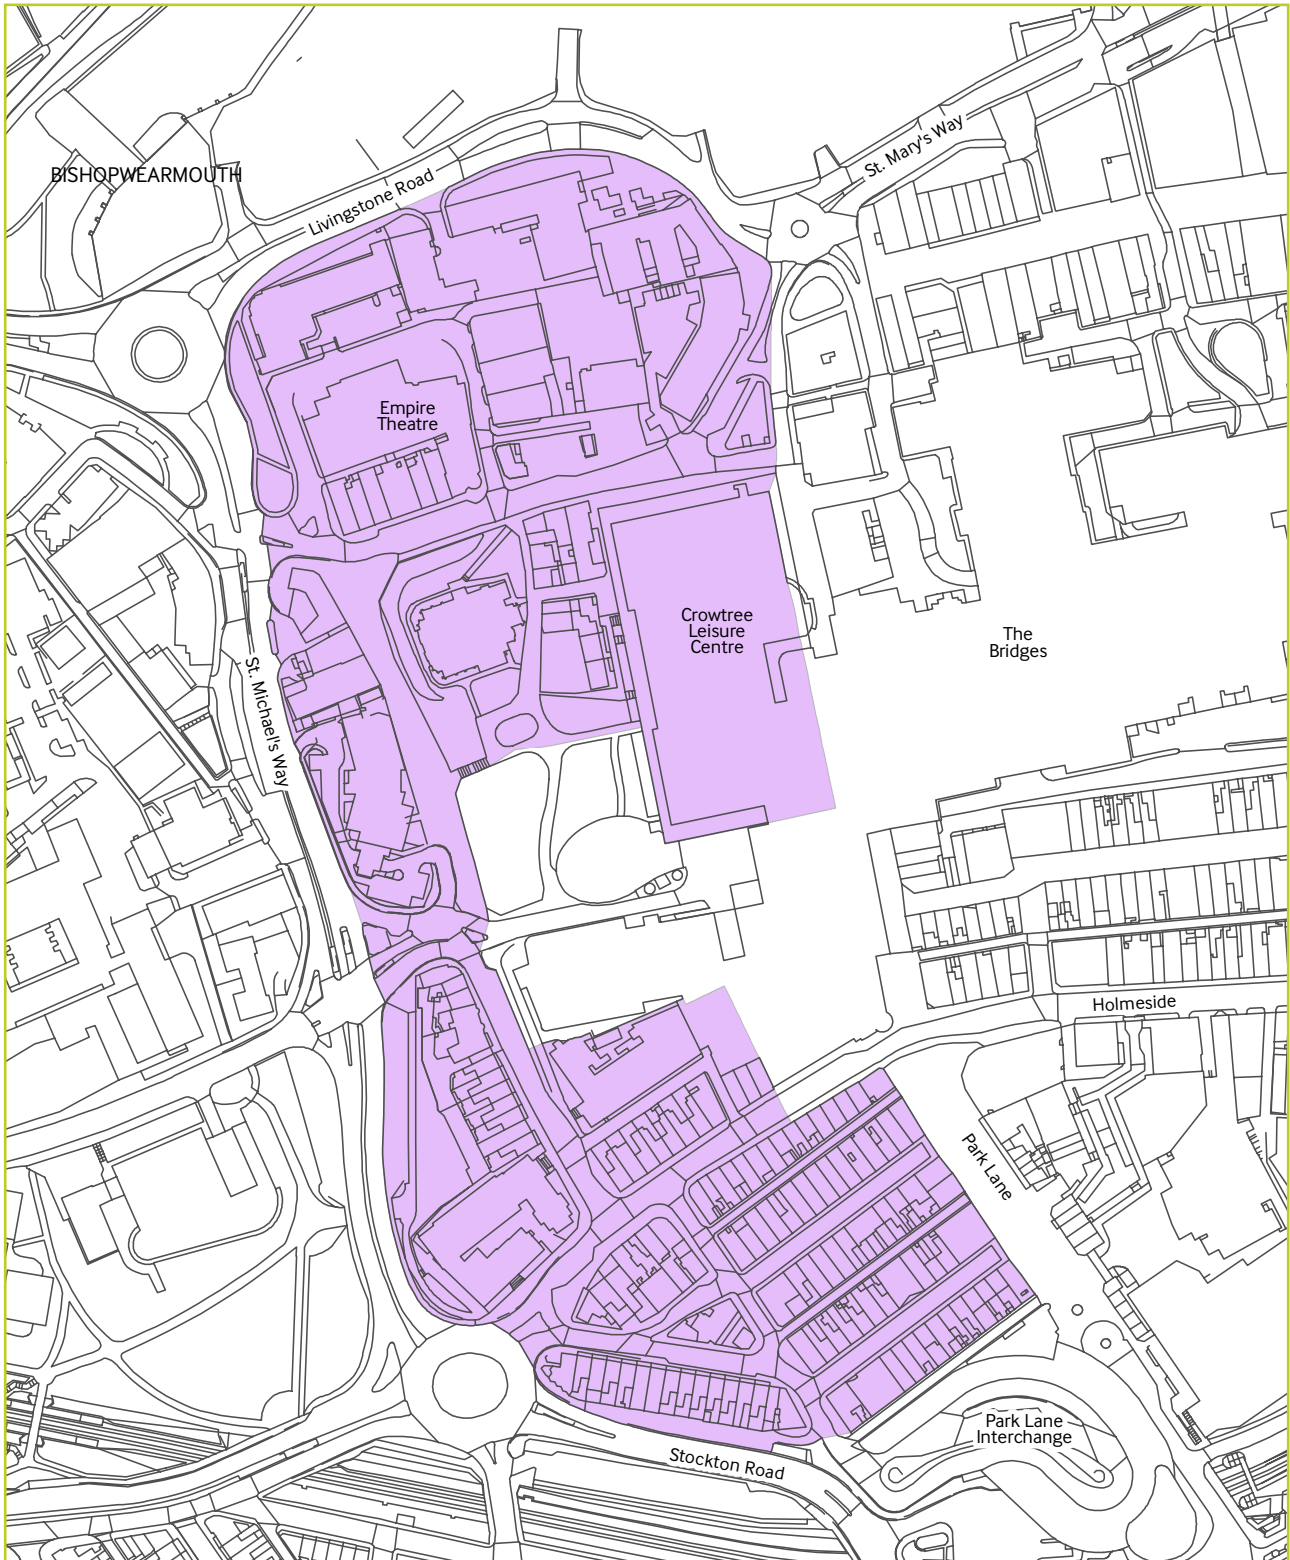 St. Mary's Way
BISHOPWEARMOUTH
Livingstone Road
Empire
Theatre
Crowtree
Leisure
Centre
The
Bridges
St. Michael's Way
Holmeside
Park Lane
Park Lane
Interchange
Stockton Road